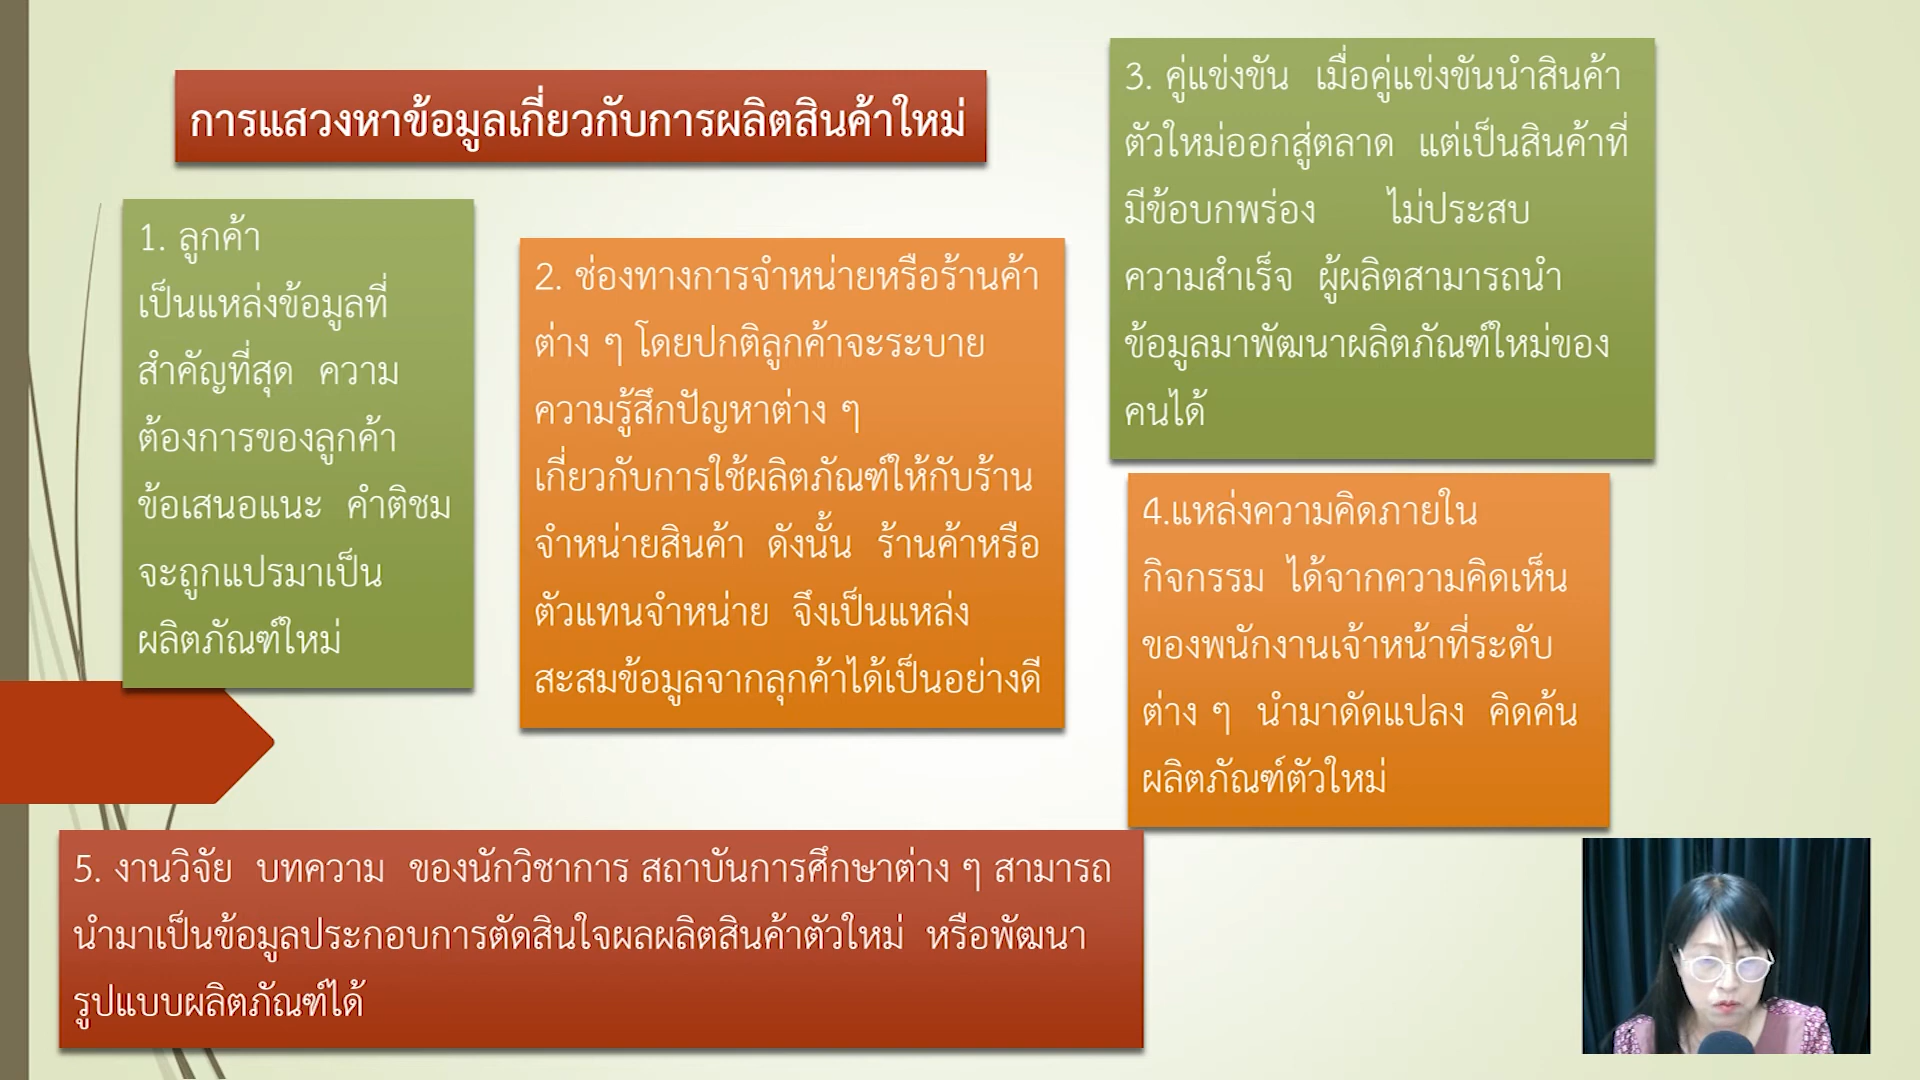 การแสวงหาข้อมูลเกี่ยวกับการผลิตสินค้าใหม่
1. ลูกค้า
เป็นแหล่งข้อมูลที่
สำคัญที่สุด ความ
ต้องการของลูกค้า
ข้อเสนอแนะ คำติชม
จะถูกแปรมาเป็น
ผลิตภัณฑ์ใหม่
2. ช่องทางการจำหน่ายหรือร้านค้า
ต่าง ๆ โดยปกติลูกค้าจะระบาย
ความรู้สึกปัญหาต่าง ๆ
เกี่ยวกับการใช้ผลิตภัณฑ์ให้กับร้าน
จำหน่ายสินค้า ดังนั้น ร้านค้าหรือ
ตัวแทนจำหน่าย จึงเป็นแหล่ง
สะสมข้อมูลจากลุกค้าได้เป็นอย่างดี
3. คู่แข่งขัน เมื่อคู่แข่งขันนำสินค้า
ตัวใหม่ออกสู่ตลาด แต่เป็นสินค้าที่
มีข้อบกพร่อง ไม่ประสบ
ความสำเร็จ ผู้ผลิตสามารถนำ
ข้อมูลมาพัฒนาผลิตภัณฑ์ใหม่ของ
คนได้
4.แหล่งความคิดภายใน
กิจกรรม ได้จากความคิดเห็น
ของพนักงานเจ้าหน้าที่ระดับ
ต่าง ๆ นำมาดัดแปลง คิดค้น
ผลิตภัณฑ์ตัวใหม่
5. งานวิจัย บทความ ของนักวิชาการ สถาบันการศึกษาต่าง ๆ สามารถ
นำมาเป็นข้อมูลประกอบการตัดสินใจผลผลิตสินค้าตัวใหม่ หรือพัฒนา
รูปแบบผลิตภัณฑ์ได้